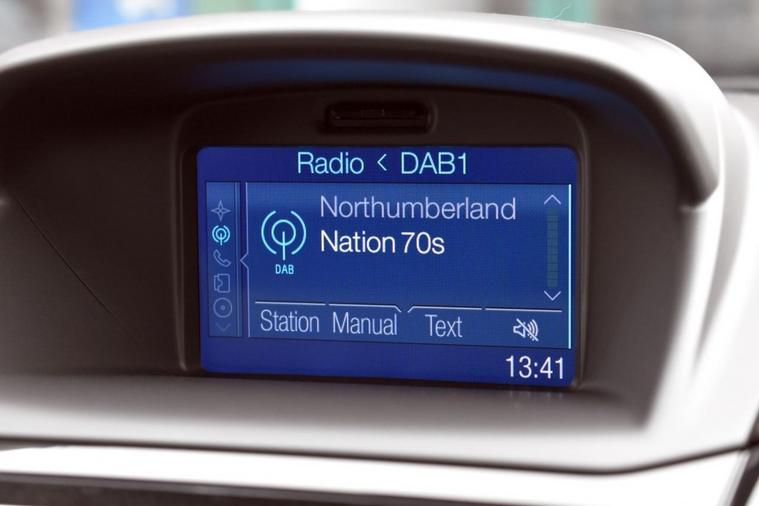 Radio < DAB1
Northumberland
Nation 70s
DAB
Station Manual Text
13:41